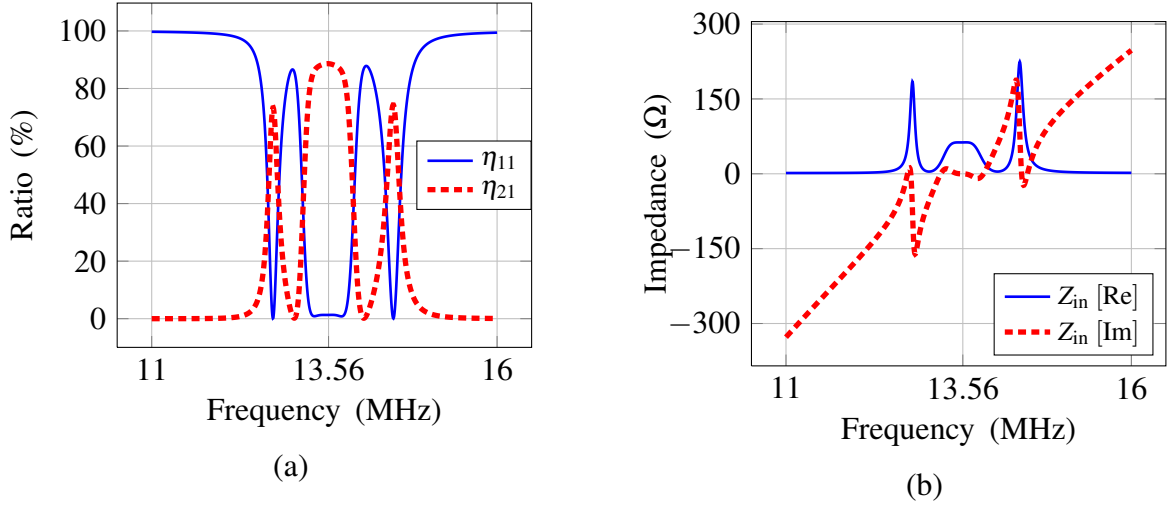 100
80
60
40
20
0
Ratio (%)
η11
η21
11
13.56
16
Frequency (MHz)
(a)
300
150
0
−150
−300
Impedance (Ω)
Zin [Re]
Zin [Im]
11
13.56
16
Frequency (MHz)
(b)